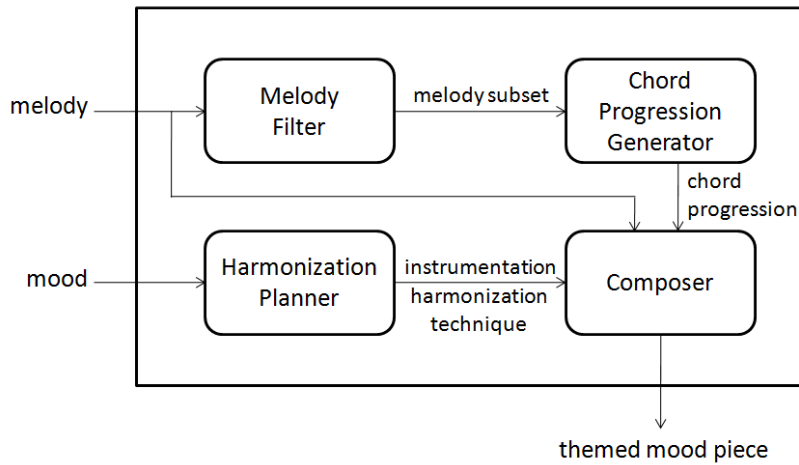 melody
Melody
Filter
melody subset
Chord
Progression
Generator
chord
progression
mood
Harmonization
Planner
instrumentation
harmonization
technique
Composer
themed mood piece